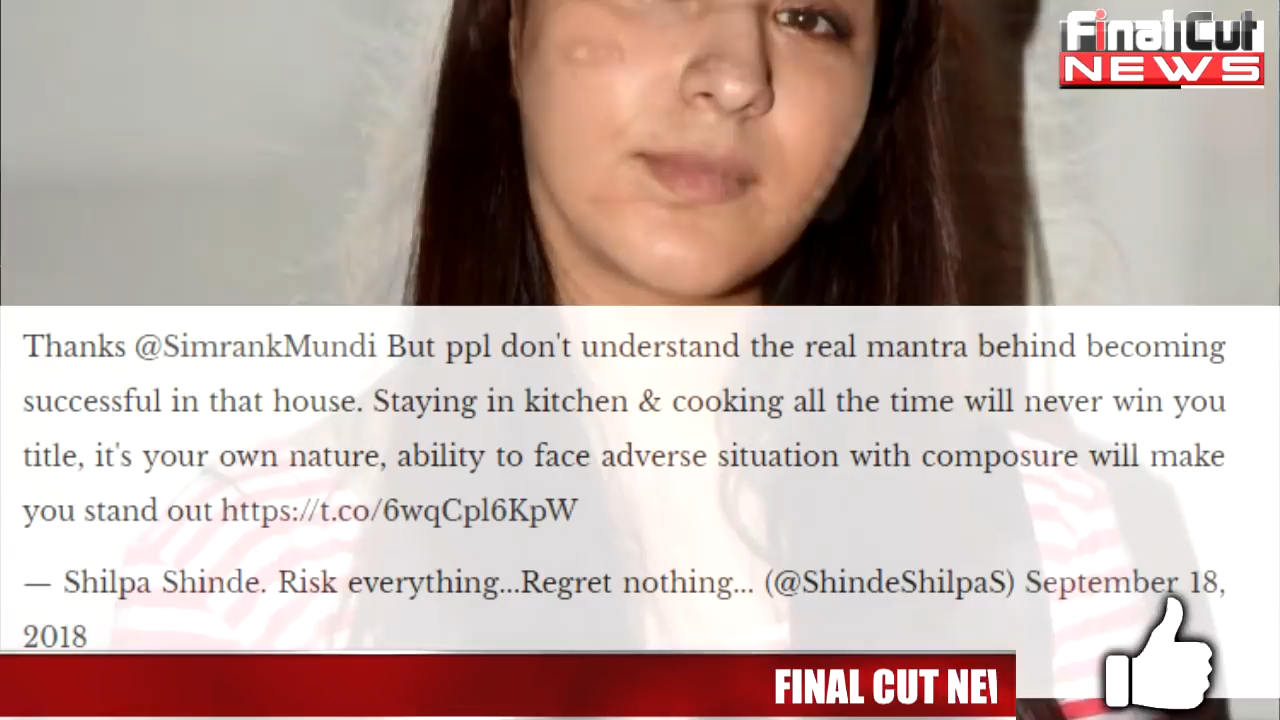 Final Cut
NEWS
Thanks @SimrankMundi But ppl don't understand the real mantra behind becoming
successful in that house. Staying in kitchen & cooking all the time will never win you
title, it's your own nature, ability to face adverse situation with composure will make
you stand out https://t.co/6wqCpl6KpW
— Shilpa Shinde. Risk everything...Regret nothing... (@ShindeShilpaS) September 18,
2018
FINAL CUT NEW